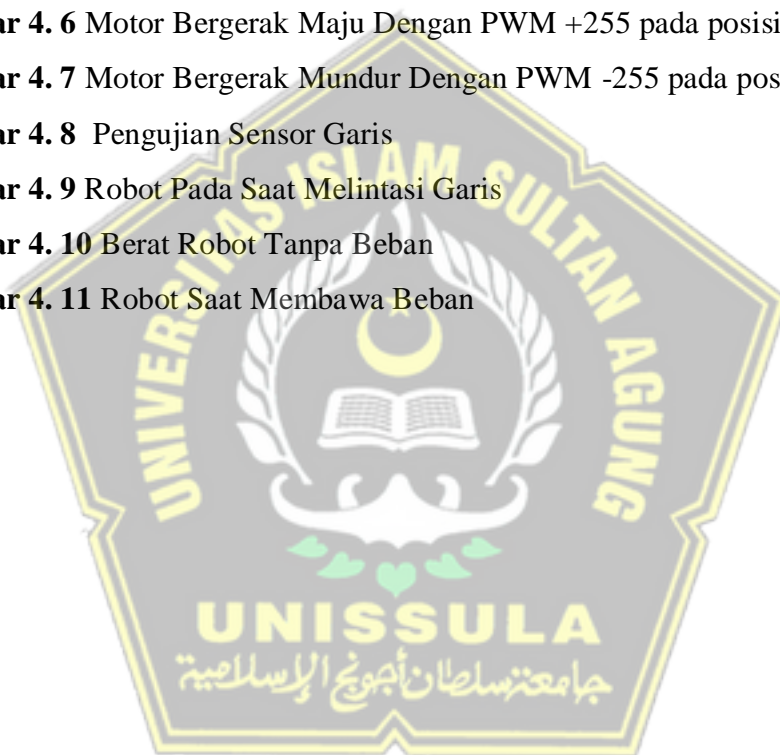 ar 4. 6 Motor Bergerak Maju Dengan PWM +255 pada posisi
ar 4. 7 Motor Bergerak Mundur Dengan PWM -255 pada pos
ar 4. 8 Pengujian Sensor Garis
ar 4. 9 Robot Pada Saat Melintasi Garis
ar 4. 10 Berat Robot Tanpa Beban
ar 4. 11 Robot Saat Membawa Beban
UNIVERSITAS ISLAM SULTAN AGUNG
UNISSULA
جامعة سلطان أجونج الإسلامية